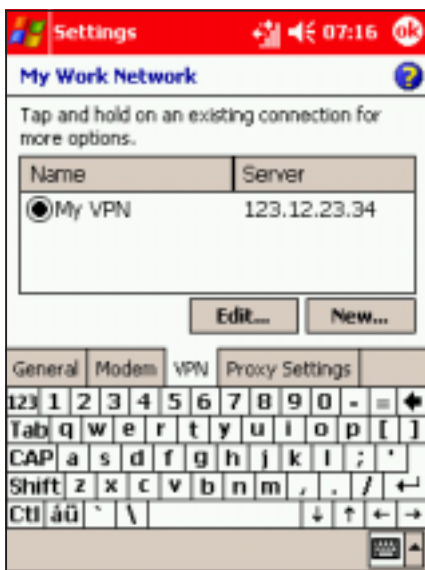 Settings 07:16 ok
My Work Network ?
Tap and hold on an existing connection for
more options.
Name Server
My VPN 123.12.23.34
Edit... New...
General Modem VPN Proxy Settings
123 1 2 3 4 5 6 7 8 9 0 - =
Tab q w e r t y u i o p [ ]
CAP a s d f g h j k l ; '
Shift z x c v b n m , . /
Ctl áü ` \